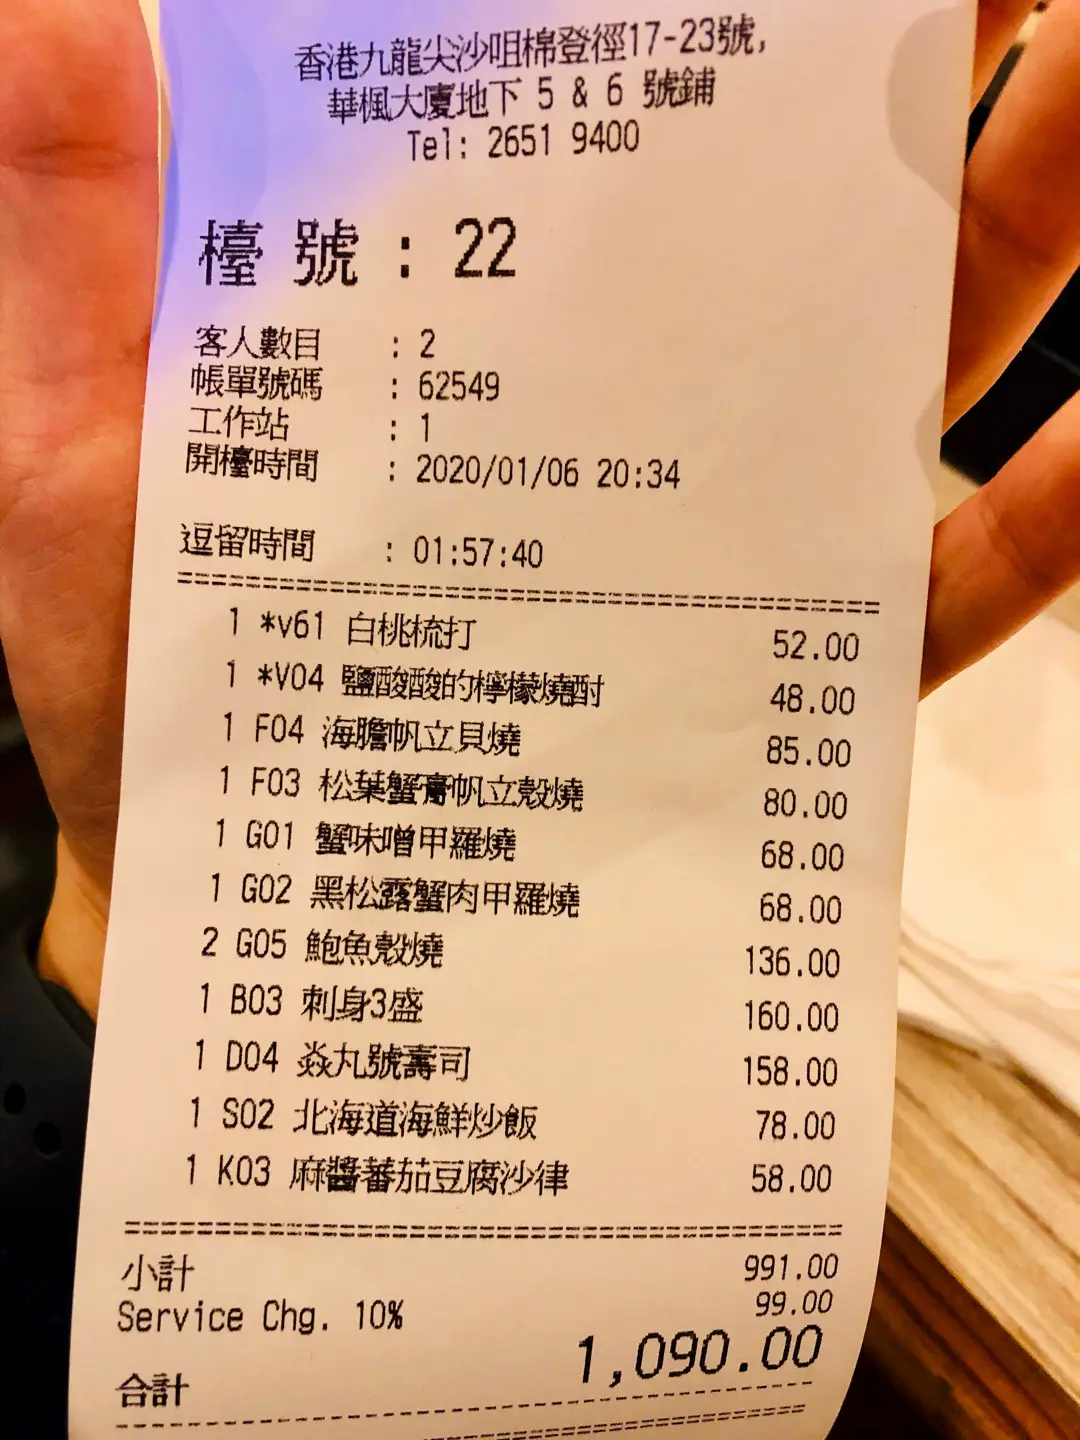 香港九龍尖沙咀棉登徑17-23號,
華楓大廈地下 5 & 6 號鋪
Tel: 2651 9400
檯 號 : 22
客人數目 : 2
帳單號碼 : 62549
工作站 : 1
開檯時間 : 2020/01/06 20:34
逗留時間 : 01:57:40
1 *v61 白桃梳打 52.00
1 *V04 鹽酸酸的檸檬燒酎 48.00
1 F04 海膽帆立貝燒 85.00
1 F03 松葉蟹膏帆立殼燒 80.00
1 G01 蟹味噌甲羅燒 68.00
1 G02 黑松露蟹肉甲羅燒 68.00
2 G05 鮑魚殼燒 136.00
1 B03 刺身3盛 160.00
1 D04 焱丸號壽司 158.00
1 S02 北海道海鮮炒飯 78.00
1 K03 麻醬蕃茄豆腐沙律 58.00
小計 991.00
Service Chg. 10% 99.00
合計 1,090.00